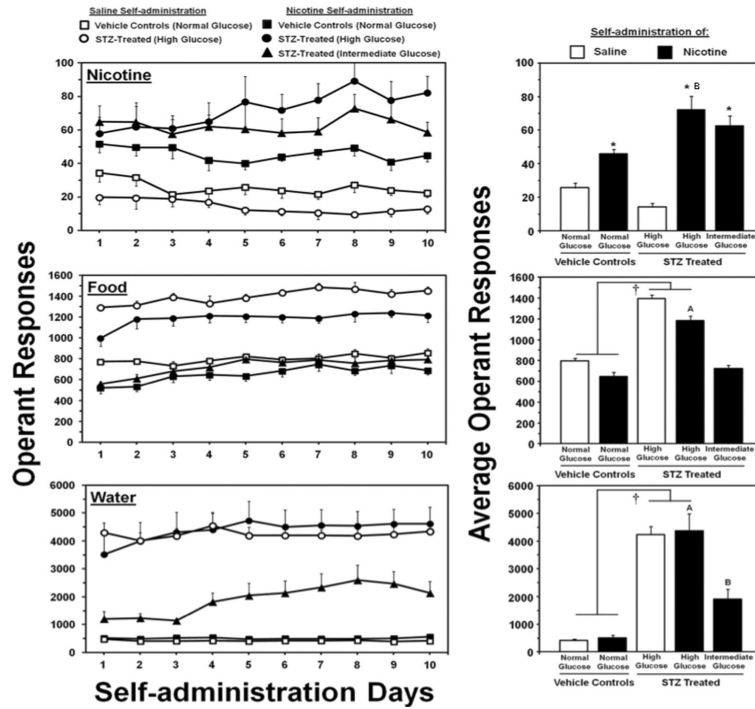 Saline Self-administration
Nicotine Self-administration
Vehicle Controls (Normal Glucose)
Vehicle Controls (Normal Glucose)
STZ-Treated (High Glucose)
STZ-Treated (High Glucose)
STZ-Treated (Intermediate Glucose)
Self-administration of:
Saline
Nicotine
Operant Responses
Nicotine
100
80
60
40
20
0
1 2 3 4 5 6 7 8 9 10
Food
1600
1400
1200
1000
800
600
400
200
0
1 2 3 4 5 6 7 8 9 10
Water
6000
5000
4000
3000
2000
1000
0
1 2 3 4 5 6 7 8 9 10
Self-administration Days
Average Operant Responses
100
80
60
40
20
0
*
* B
*
Normal Glucose
Normal Glucose
High Glucose
High Glucose
Intermediate Glucose
Vehicle Controls
STZ Treated
1600
1400
1200
1000
800
600
400
200
0
†
A
Normal Glucose
Normal Glucose
High Glucose
High Glucose
Intermediate Glucose
Vehicle Controls
STZ Treated
6000
5000
4000
3000
2000
1000
0
†
A
B
Normal Glucose
Normal Glucose
High Glucose
High Glucose
Intermediate Glucose
Vehicle Controls
STZ Treated